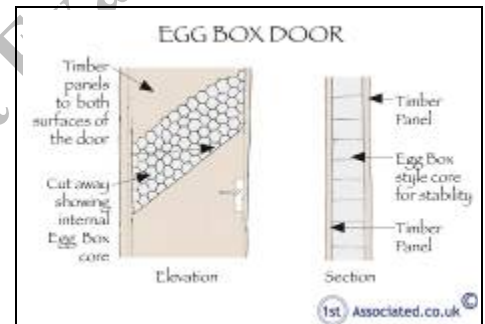 EGG BOX DOOR
Timber
panels
to both
surfaces of
the door
Cut away
showing
internal
Egg Box
core
Elevation
Timber
Panel
Egg Box
style core
for stability
Timber
Panel
Section
1st Associated.co.uk ©